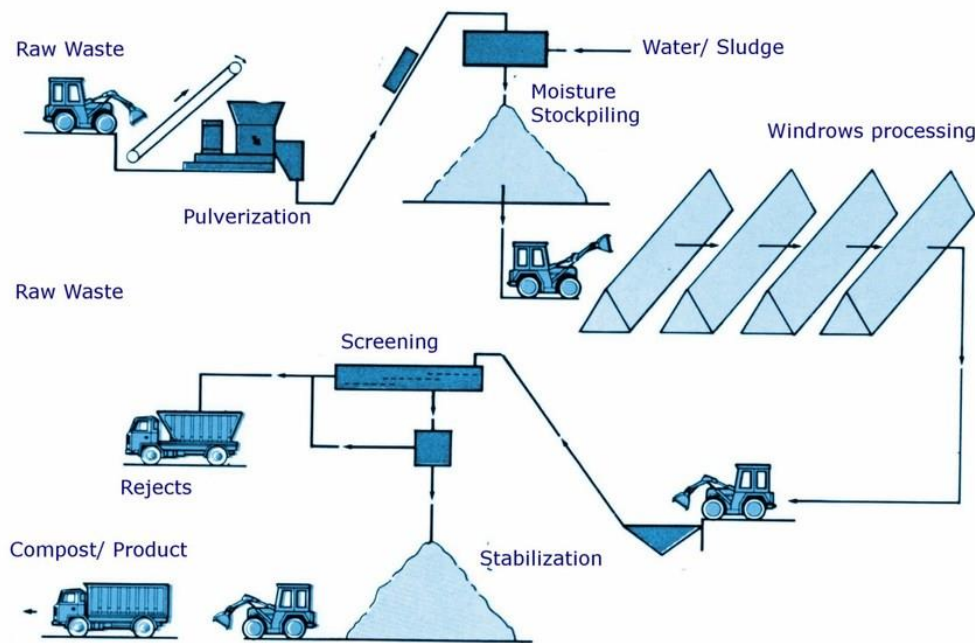 Raw Waste
Water/ Sludge
Moisture
Stockpiling
Windrows processing
Pulverization
Raw Waste
Screening
Rejects
Stabilization
Compost/ Product